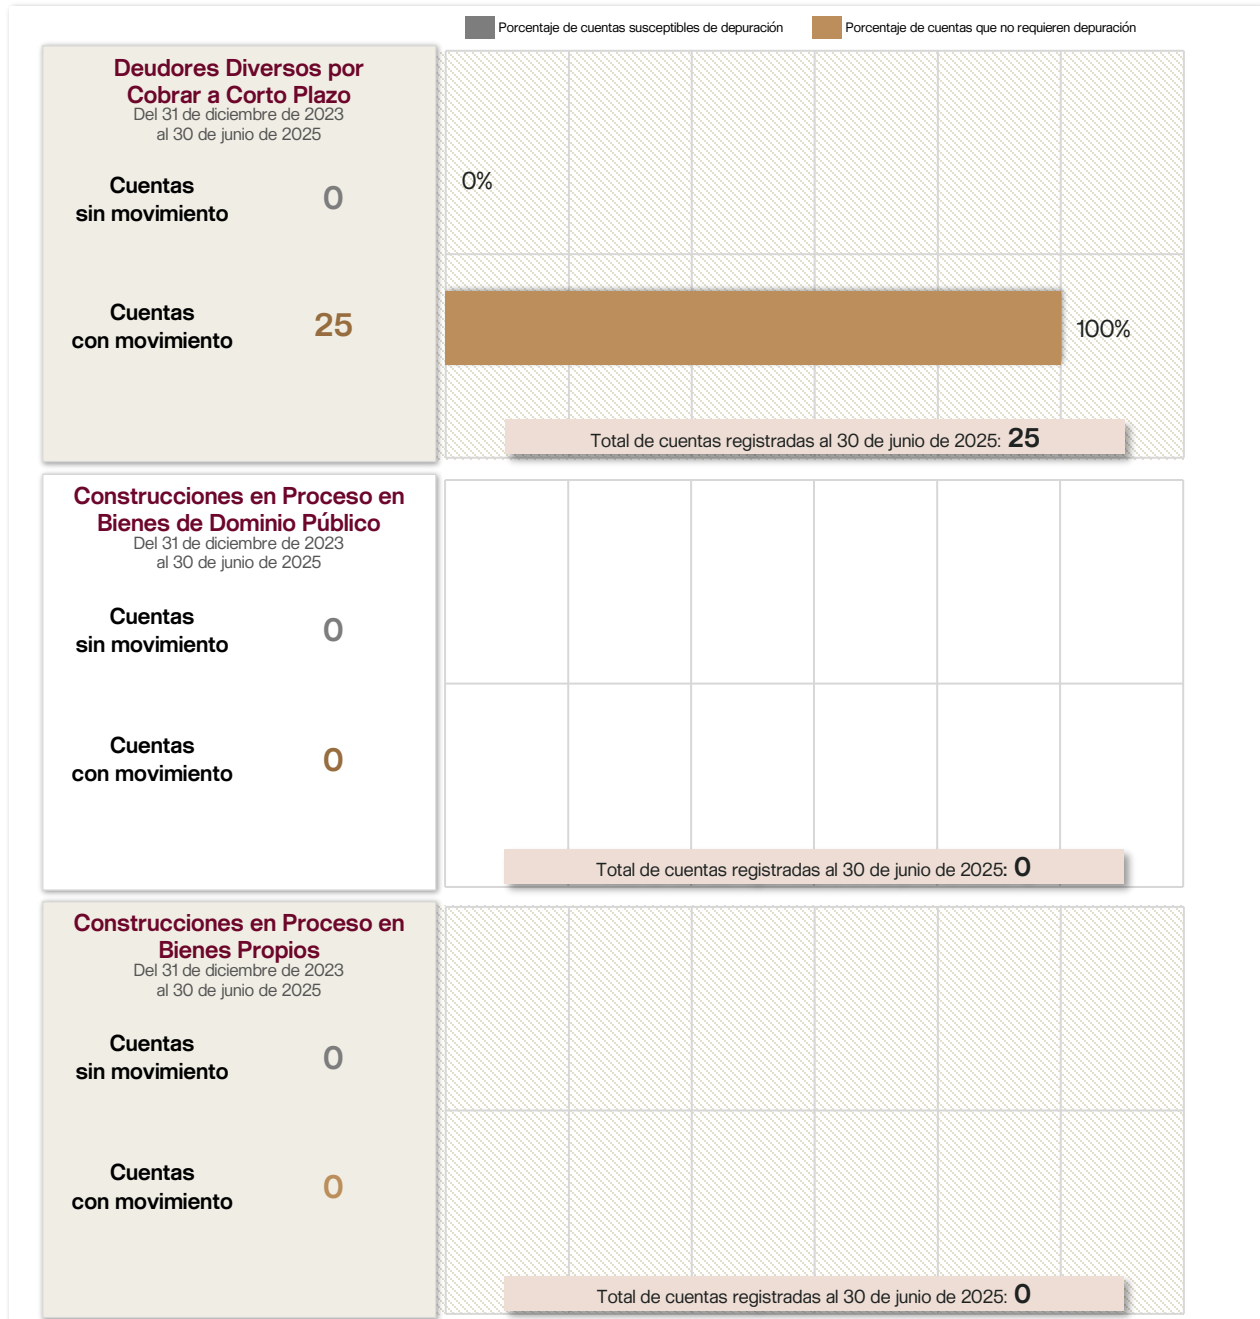 Porcentaje de cuentas susceptibles de depuración
Porcentaje de cuentas que no requieren depuración
Deudores Diversos por
Cobrar a Corto Plazo
Del 31 de diciembre de 2023
al 30 de junio de 2025
Cuentas
sin movimiento
0
0%
Cuentas
con movimiento
25
100%
Total de cuentas registradas al 30 de junio de 2025: 25
Construcciones en Proceso en
Bienes de Dominio Público
Del 31 de diciembre de 2023
al 30 de junio de 2025
Cuentas
sin movimiento
0
Cuentas
con movimiento
0
Total de cuentas registradas al 30 de junio de 2025: 0
Construcciones en Proceso en
Bienes Propios
Del 31 de diciembre de 2023
al 30 de junio de 2025
Cuentas
sin movimiento
0
Cuentas
con movimiento
0
Total de cuentas registradas al 30 de junio de 2025: 0